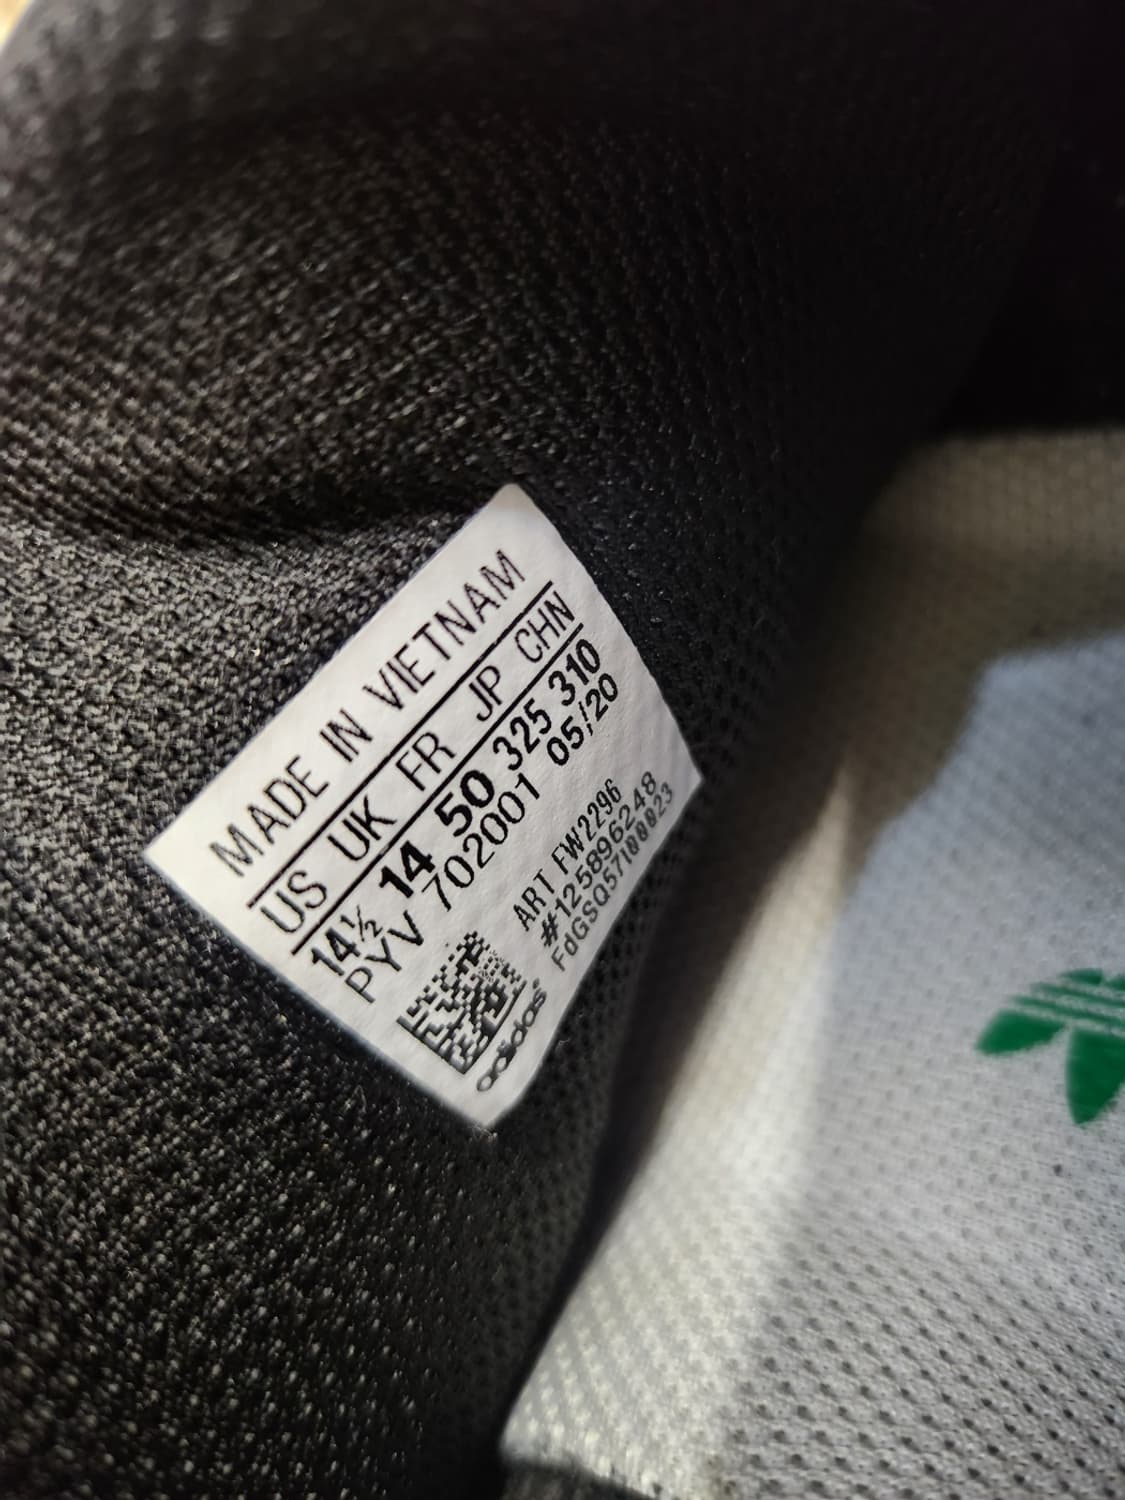 MADE IN VIETNAM
US UK FR JP CHN
14½ 14 50 325 310
PYV 702001 05/20
ART FW2296
#125896248
FdGSQ57I00023
adidas®